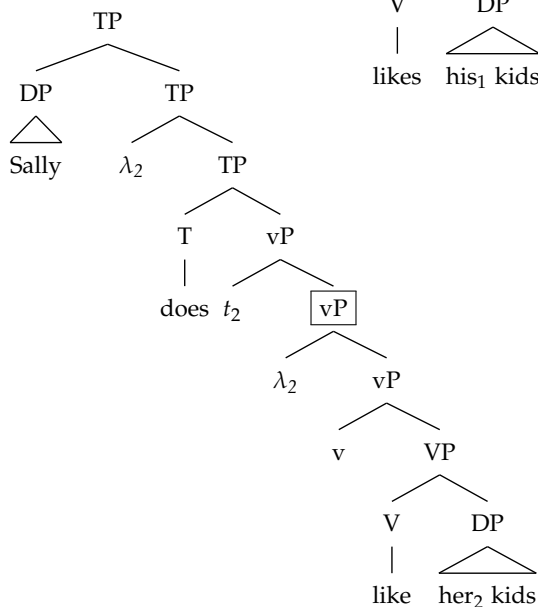 V DP
TP
likes his₁ kids
DP TP
Sally λ₂ TP
T vP
does t₂ vP
λ₂ vP
v VP
V DP
like her₂ kids